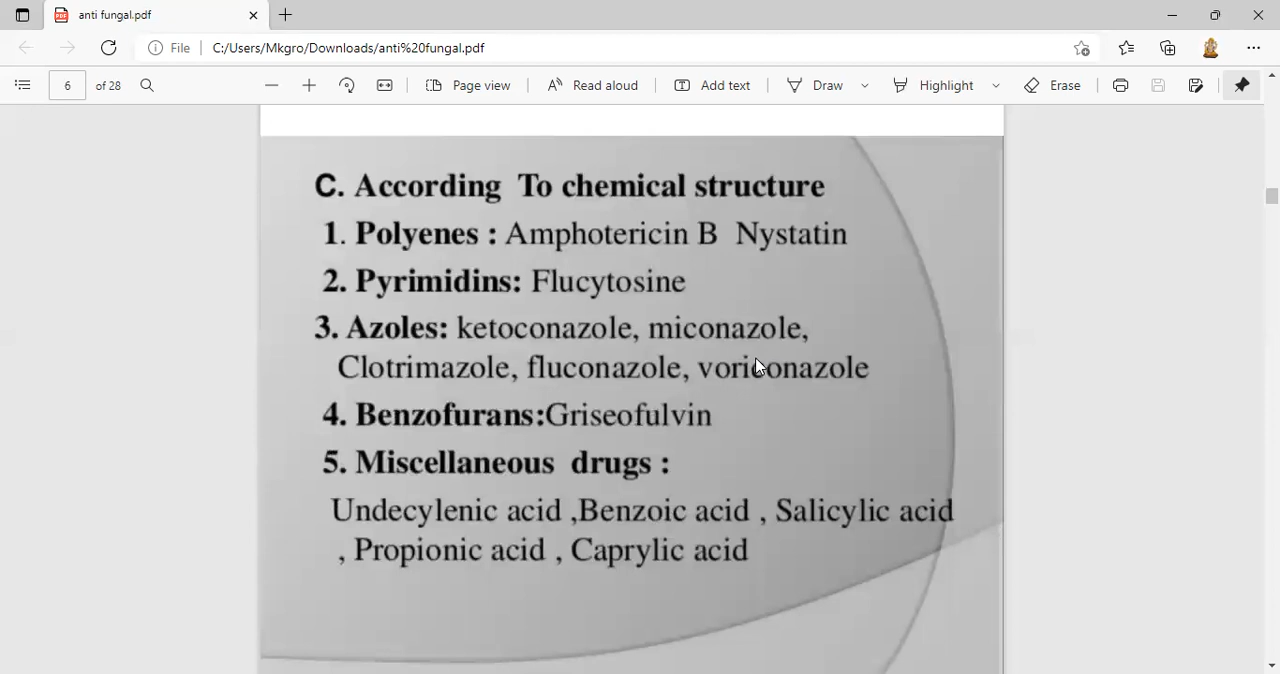 anti fungal.pdf
File
C:/Users/Mkgro/Downloads/anti%20fungal.pdf
6 of 28
Page view
Read aloud
Add text
Draw
Highlight
Erase
C. According To chemical structure
1. Polyenes : Amphotericin B Nystatin
2. Pyrimidins: Flucytosine
3. Azoles: ketoconazole, miconazole,
Clotrimazole, fluconazole, voriconazole
4. Benzofurans:Griseofulvin
5. Miscellaneous drugs :
Undecylenic acid ,Benzoic acid , Salicylic acid
, Propionic acid , Caprylic acid